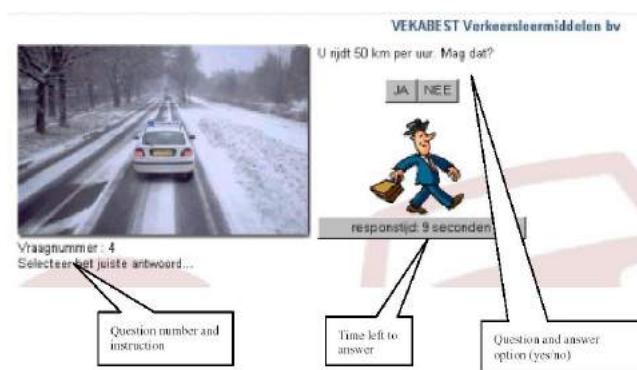 VEKABEST Verkeersleermiddelen bv
U rijdt 50 km per uur. Mag dat?
JA NEE
responstijd: 9 seconden
Vraagnummer : 4
Selecteer het juiste antwoord...
Question number and
instruction
Time left to
answer
Question and answer
option (yes/no)